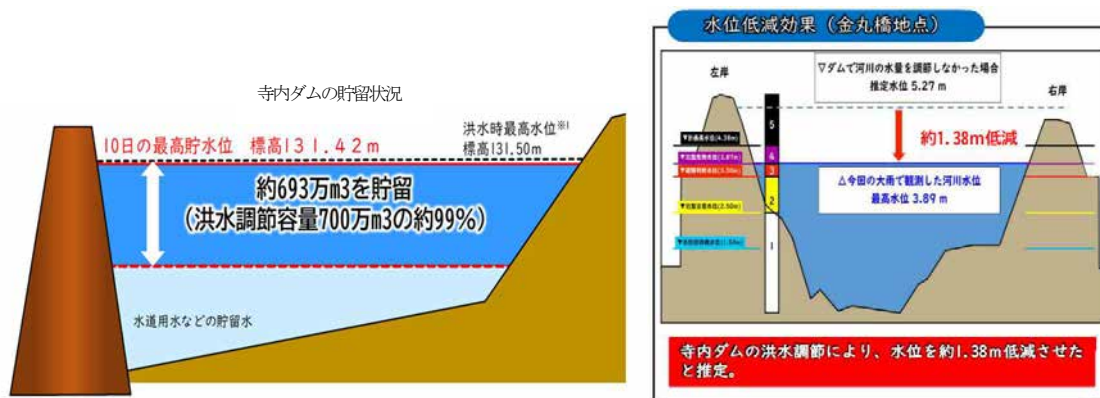 寺内ダムの貯留状況
10日の最高貯水位 標高131.42m
洪水時最高水位※1
標高131.50m
約693万m3を貯留
(洪水調節容量700万m3の約99%)
水道用水などの貯留水
水位低減効果(金丸橋地点)
左岸
▽ダムで河川の水量を調節しなかった場合
推定水位 5.27 m
右岸
約1.38m低減
5
4
3
2
1
△今回の大雨で観測した河川水位
最高水位 3.89 m
寺内ダムの洪水調節により、水位を約1.38m低減させた
と推定。